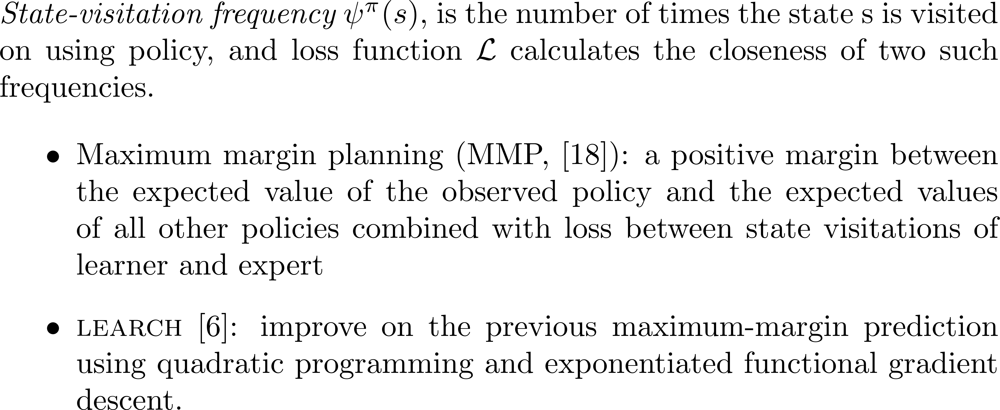 State-visitation frequency ψ^π(s), is the number of times the state s is visited
on using policy, and loss function ℒ calculates the closeness of two such
frequencies.
• Maximum margin planning (MMP, [18]): a positive margin between
the expected value of the observed policy and the expected values
of all other policies combined with loss between state visitations of
learner and expert
• LEARCH [6]: improve on the previous maximum-margin prediction
using quadratic programming and exponentiated functional gradient
descent.